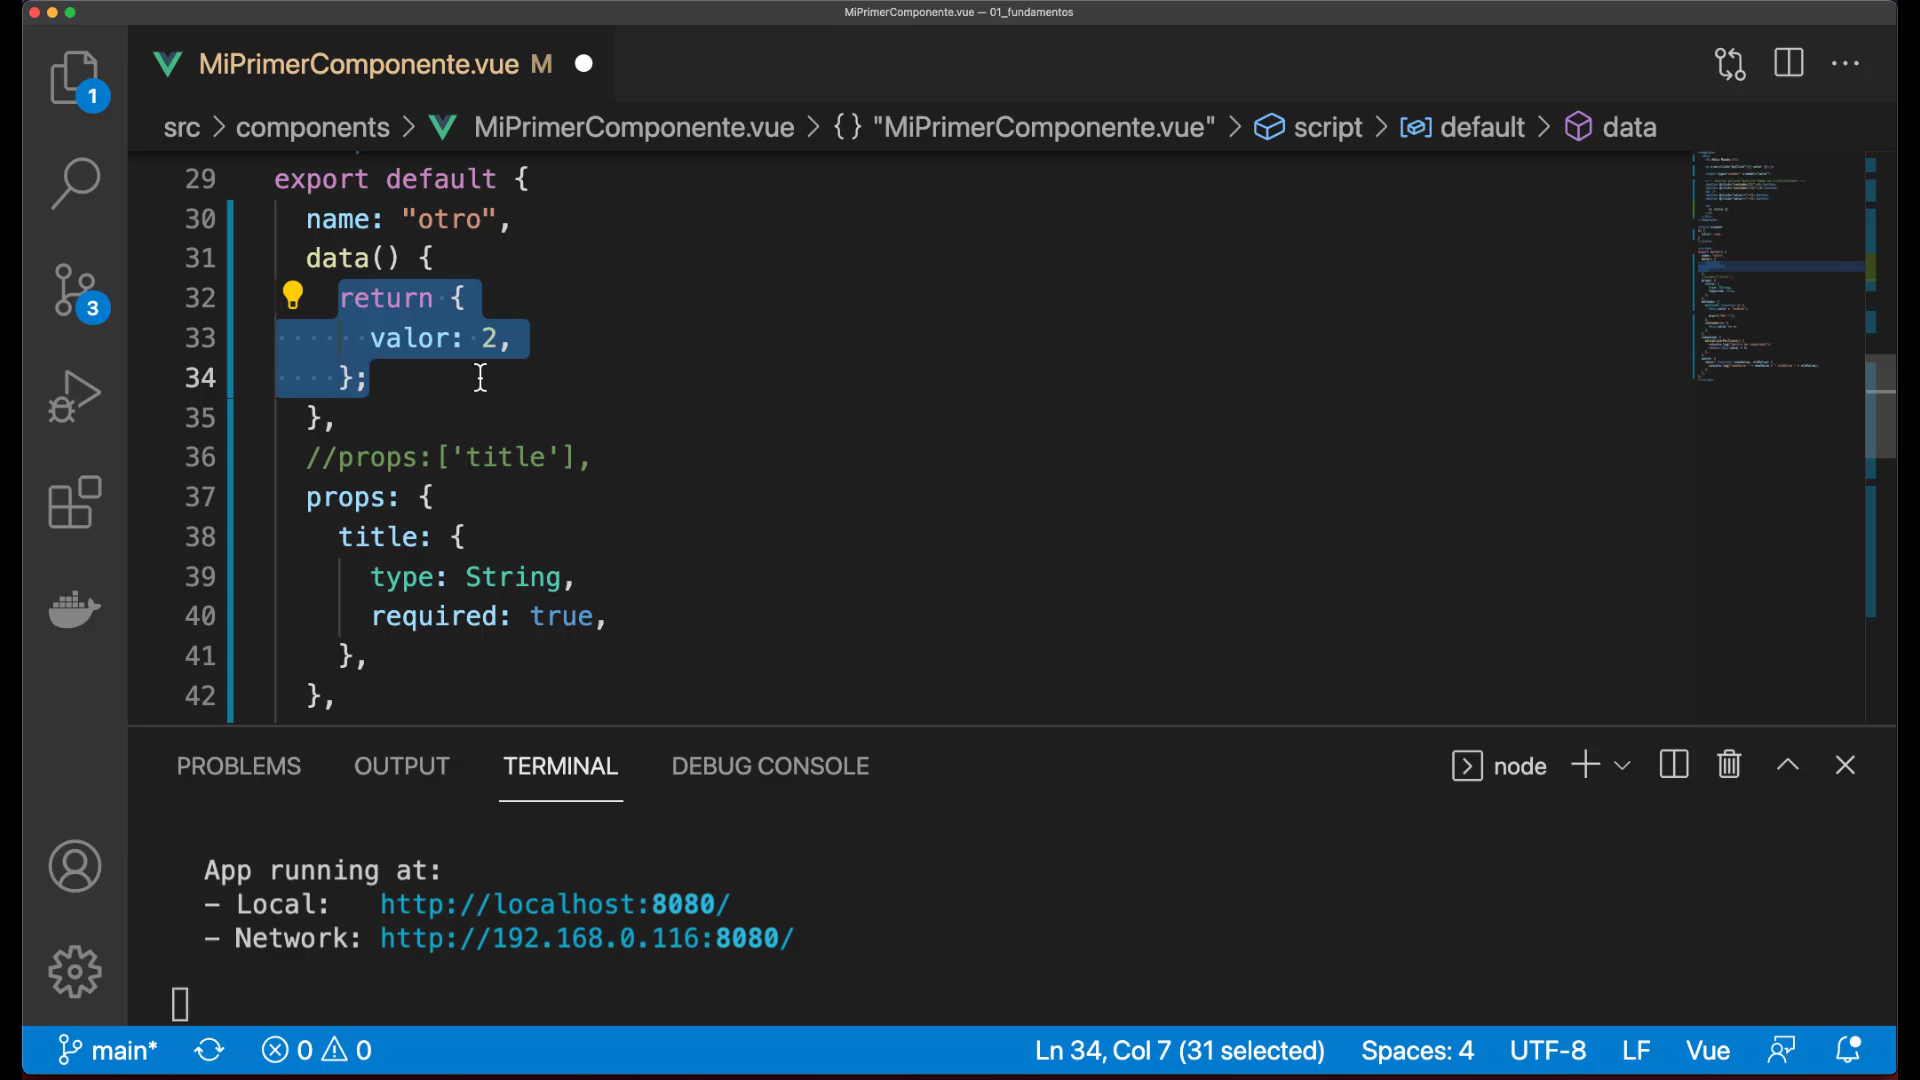 MiPrimerComponente.vue — 01_fundamentos
MiPrimerComponente.vue M
src > components > MiPrimerComponente.vue > {} "MiPrimerComponente.vue" > script > default > data
1
3
29 export default {
30 name: "otro",
31 data() {
32 return {
33 valor: 2,
34 };
35 },
36 //props:['title'],
37 props: {
38 title: {
39 type: String,
40 required: true,
41 },
42 },
PROBLEMS OUTPUT TERMINAL DEBUG CONSOLE node
App running at:
- Local: http://localhost:8080/
- Network: http://192.168.0.116:8080/
main* 0 0 Ln 34, Col 7 (31 selected) Spaces: 4 UTF-8 LF Vue